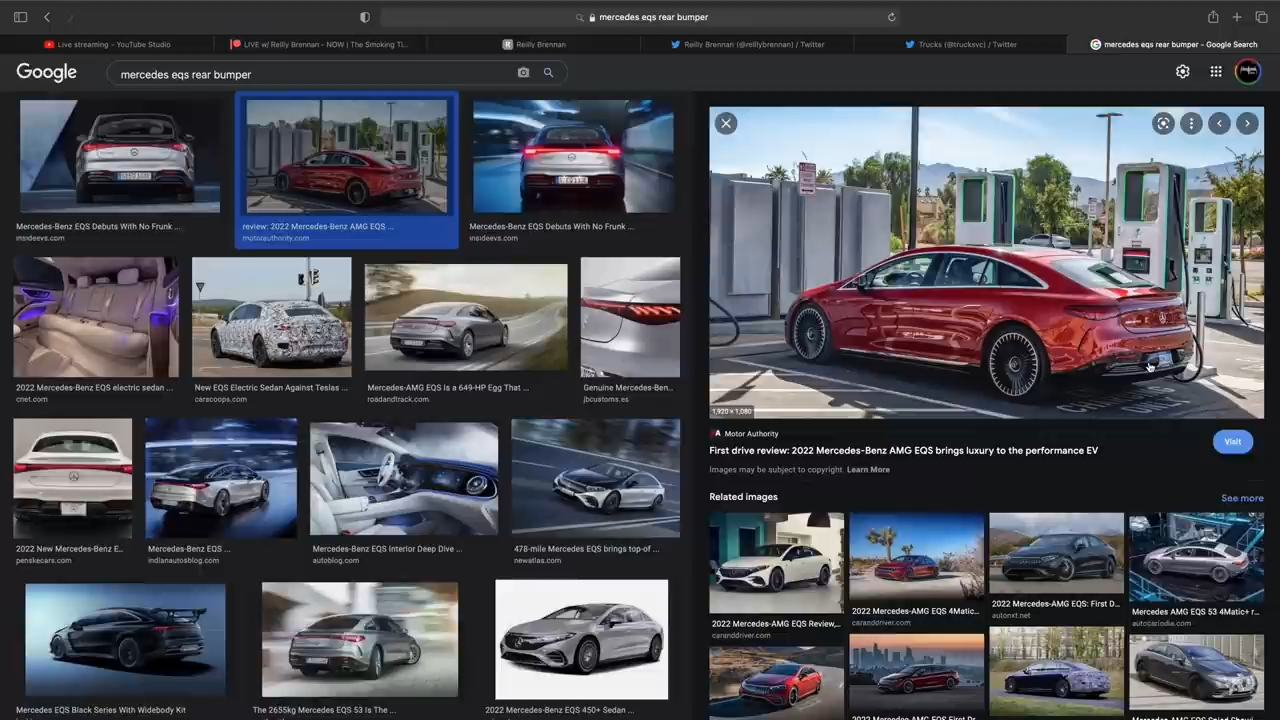 mercedes eqs rear bumper
Live streaming - YouTube Studio
LIVE w/ Reilly Brennan - NOW | The Smoking Ti...
Reilly Brennan
Reilly Brennan (@reillybrennan) / Twitter
Trucks (@trucksvc) / Twitter
mercedes eqs rear bumper - Google Search
Google
mercedes eqs rear bumper
Mercedes-Benz EQS Debuts With No Frunk ...
insideevs.com
review: 2022 Mercedes-Benz AMG EQS ...
motorauthority.com
Mercedes-Benz EQS Debuts With No Frunk ...
insideevs.com
2022 Mercedes-Benz EQS electric sedan ...
cnet.com
New EQS Electric Sedan Against Teslas ...
carscoops.com
Mercedes-AMG EQS Is a 649-HP Egg That ...
roadandtrack.com
Genuine Mercedes-Ben...
jbcustoms.es
2022 New Mercedes-Benz E...
penskecars.com
Mercedes-Benz EQS ...
indianautosblog.com
Mercedes-Benz EQS Interior Deep Dive ...
autoblog.com
478-mile Mercedes EQS brings top-of ...
newatlas.com
Mercedes EQS Black Series With Widebody Kit
The 2655kg Mercedes EQS 53 Is The ...
2022 Mercedes-Benz EQS 450+ Sedan ...
1,920 × 1,080
Motor Authority
First drive review: 2022 Mercedes-Benz AMG EQS brings luxury to the performance EV
Visit
Images may be subject to copyright. Learn More
Related images
See more
2022 Mercedes-AMG EQS Review,...
caranddriver.com
2022 Mercedes-AMG EQS 4Matic...
caranddriver.com
2022 Mercedes-AMG EQS: First D...
autonxt.net
Mercedes AMG EQS 53 4Matic+ r...
autocarindia.com